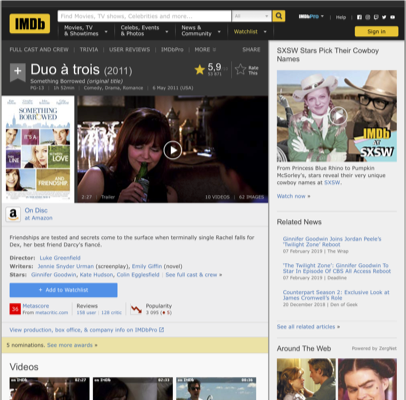 IMDb
Find Movies, TV shows, Celebrities and more...
All
Movies, TV & Showtimes
Celebs, Events & Photos
News & Community
Watchlist
IMDbPro
Help
Sign in
FULL CAST AND CREW | TRIVIA | USER REVIEWS | IMDbPro | MORE
SHARE
Duo à trois (2011)
Something Borrowed (original title)
PG-13 | 1h 52min | Comedy, Drama, Romance | 6 May 2011 (USA)
5,9
Rate This
SOMETHING BORROWED
IT'S A
THIN LINE
LOVE
AND
FRIENDSHIP
2:27 | Trailer
10 VIDEOS | 62 IMAGES
a On Disc
at Amazon
Friendships are tested and secrets come to the surface when terminally single Rachel falls for
Dex, her best friend Darcy's fiancé.
Director: Luke Greenfield
Writers: Jennie Snyder Urman (screenplay), Emily Giffin (novel)
Stars: Ginnifer Goodwin, Kate Hudson, Colin Egglesfield | See full cast & crew »
+ Add to Watchlist
36
Metascore
From metacritic.com
Reviews
158 user | 128 critic
Popularity
3 095
View production, box office, & company info on IMDbPro
5 nominations. See more awards »
Videos
SXSW Stars Pick Their Cowboy
Names
IMDb
at
SXSW
From Princess Blue Rhino to Pumpkin
McSorley's, stars reveal their very unique
cowboy names at SXSW.
Watch now »
Related News
Ginnifer Goodwin Joins Jordan Peele's
'Twilight Zone' Reboot
07 February 2019 | The Wrap
'The Twilight Zone': Ginnifer Goodwin To
Star In Episode Of CBS All Access Reboot
07 February 2019 | Deadline
Counterpart Season 2: Exclusive Look at
James Cromwell's Role
20 December 2018 | Den of Geek
See all related articles »
Around The Web
Powered by ZergNet